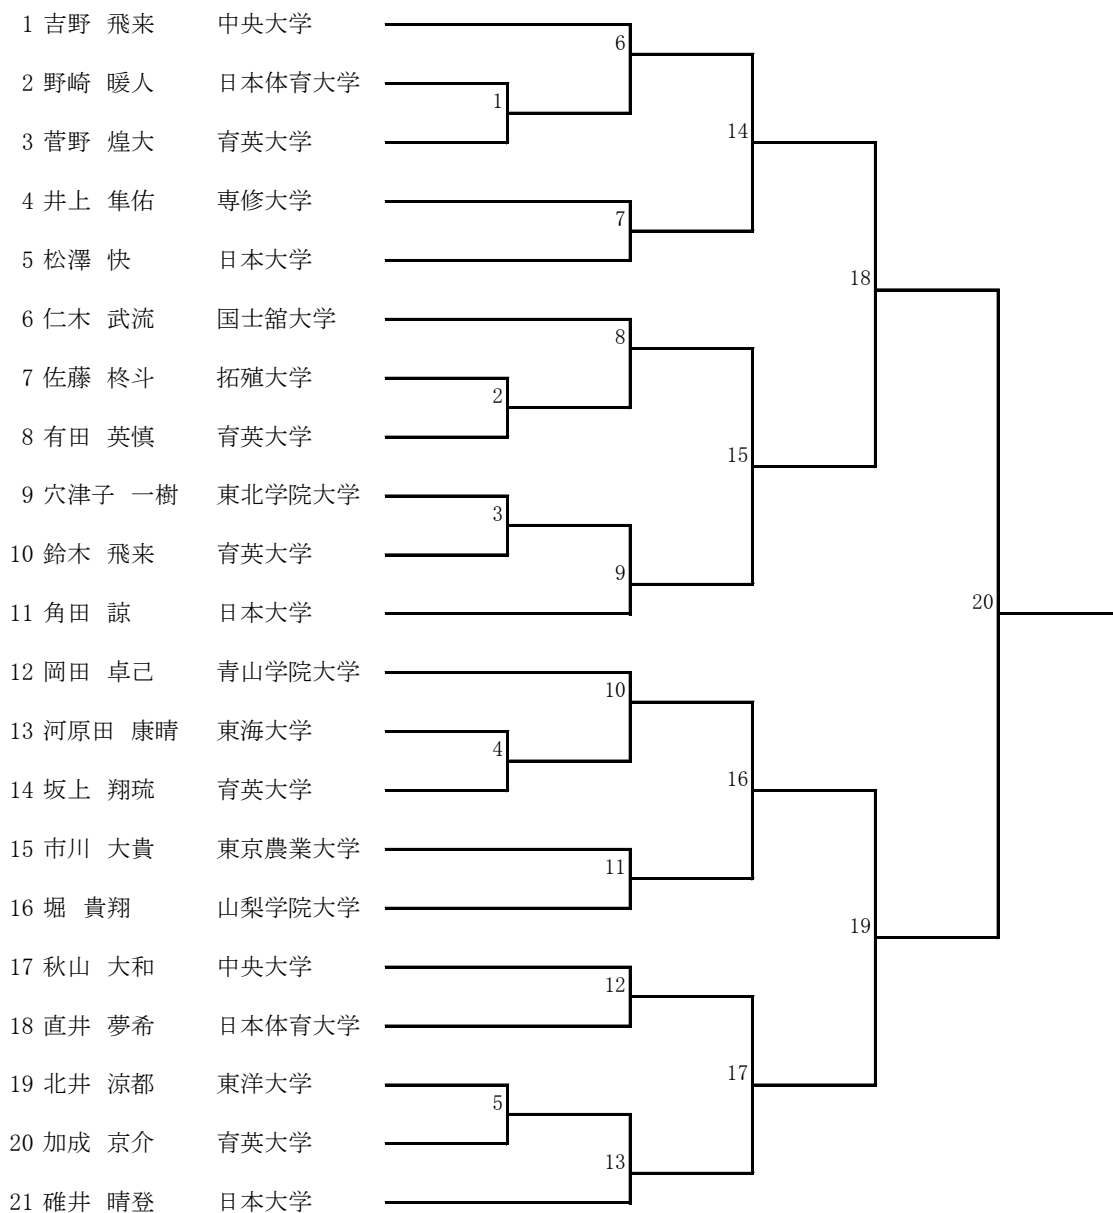 1 吉野 飛来 中央大学
6
2 野崎 暖人 日本体育大学
1
14
3 菅野 煌大 育英大学
4 井上 隼佑 専修大学
7
5 松澤 快 日本大学
18
6 仁木 武流 国士舘大学
8
7 佐藤 柊斗 拓殖大学
2
8 有田 英慎 育英大学
15
9 穴津子 一樹 東北学院大学
3
10 鈴木 飛来 育英大学
9
11 角田 諒 日本大学
20
12 岡田 卓己 青山学院大学
10
13 河原田 康晴 東海大学
4
16
14 坂上 翔琉 育英大学
15 市川 大貴 東京農業大学
11
16 堀 貴翔 山梨学院大学
19
17 秋山 大和 中央大学
12
18 直井 夢希 日本体育大学
17
19 北井 涼都 東洋大学
5
20 加成 京介 育英大学
13
21 碓井 晴登 日本大学